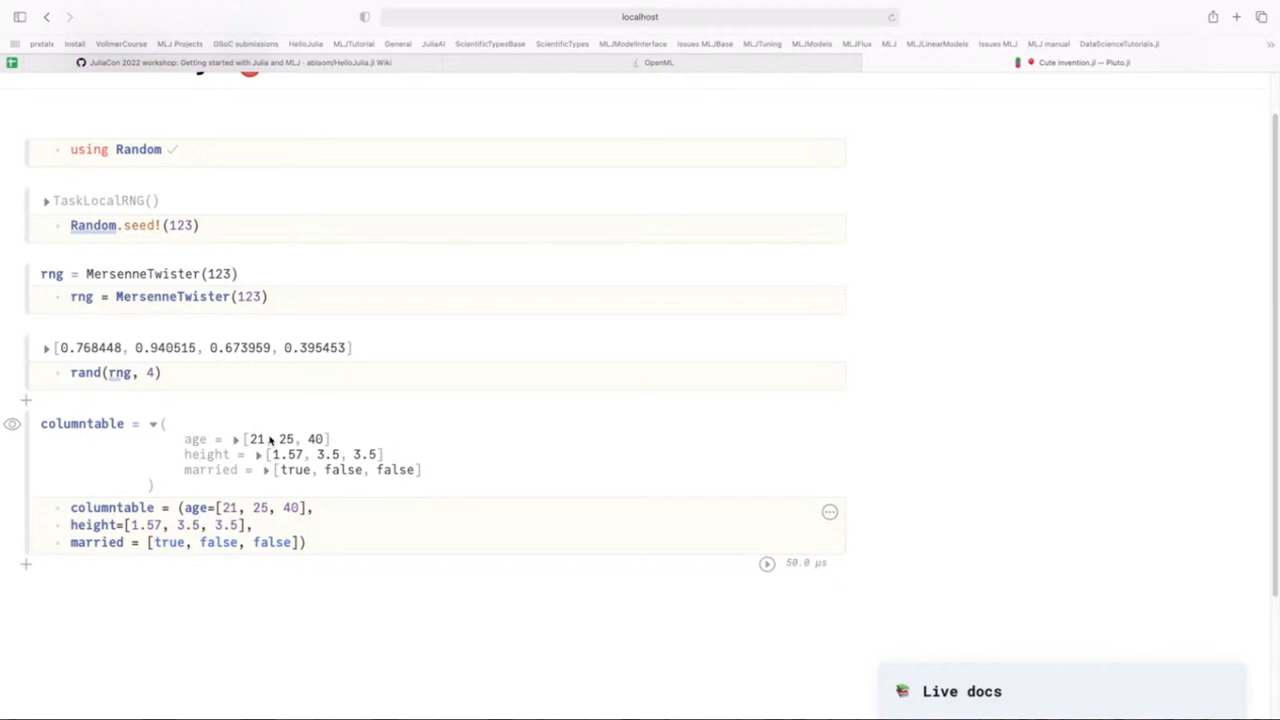 localhost
pretalx Install VollmerCourse MLJ Projects GSoC submissions HelloJulia MLJTutorial General JuliaAI ScientificTypesBase ScientificTypes MLJModelInterface Issues MLJBase MLJTuning MLJModels MLJFlux MLJ MLJLinearModels Issues MLJ MLJ manual DataScienceTutorials.jl >>
JuliaCon 2022 workshop: Getting started with Julia and MLJ · ablaom/HelloJulia.jl Wiki OpenML Cute invention.jl — Pluto.jl
using Random
TaskLocalRNG()
Random.seed!(123)
rng = MersenneTwister(123)
rng = MersenneTwister(123)
[0.768448, 0.940515, 0.673959, 0.395453]
rand(rng, 4)
columntable = (
age = [21, 25, 40]
height = [1.57, 3.5, 3.5]
married = [true, false, false]
)
columntable = (age=[21, 25, 40],
height=[1.57, 3.5, 3.5],
married = [true, false, false])
50.0 μs
Live docs